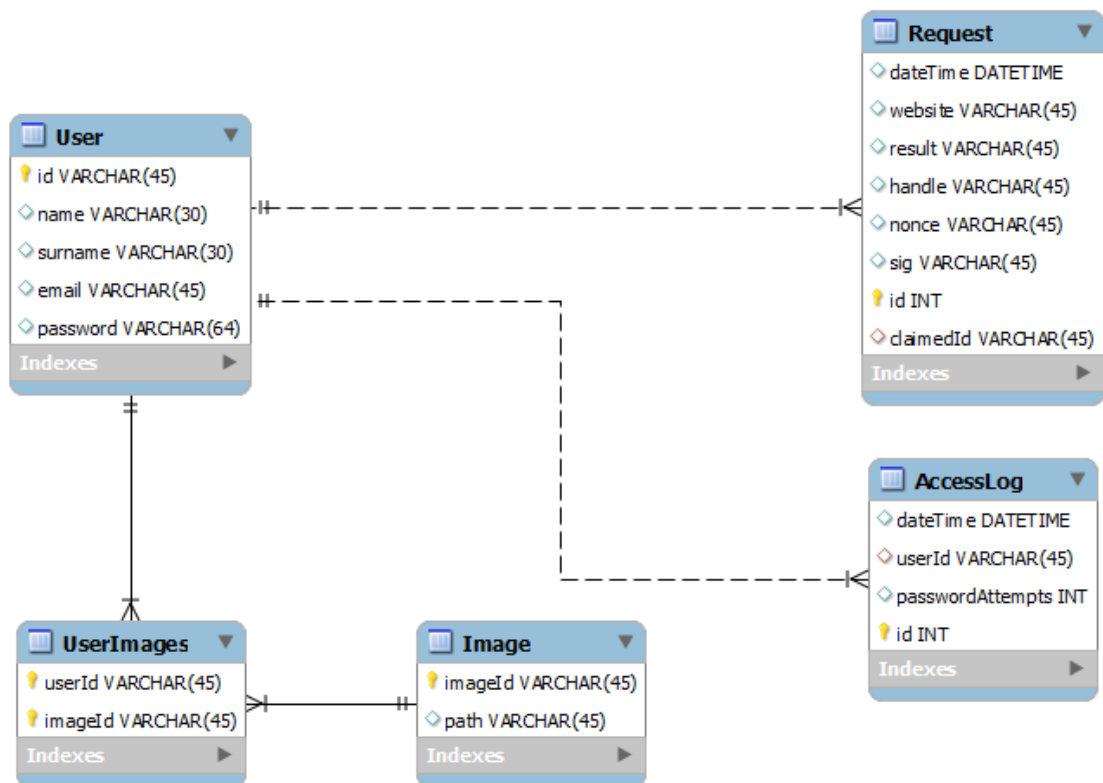 User
id VARCHAR(45)
name VARCHAR(30)
surname VARCHAR(30)
email VARCHAR(45)
password VARCHAR(64)
Indexes
Request
dateTime DATETIME
website VARCHAR(45)
result VARCHAR(45)
handle VARCHAR(45)
nonce VARCHAR(45)
sig VARCHAR(45)
id INT
claimedId VARCHAR(45)
Indexes
AccessLog
dateTime DATETIME
userId VARCHAR(45)
passwordAttempts INT
id INT
Indexes
UserImages
userId VARCHAR(45)
imageId VARCHAR(45)
Indexes
Image
imageId VARCHAR(45)
path VARCHAR(45)
Indexes